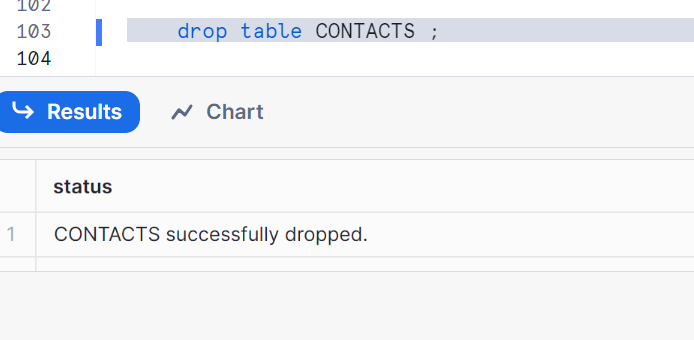 102
103 drop table CONTACTS ;
104
Results Chart
status
1 CONTACTS successfully dropped.